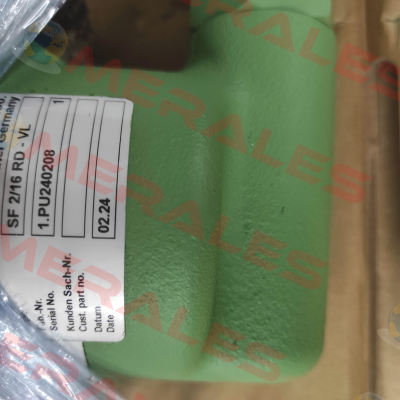 Germany
SF 2/16 RD - VL
1
1.PU240208
02.24
Serial No.
Kunden Sach-Nr.
Cust. part no.
Datum
Date
MERALES